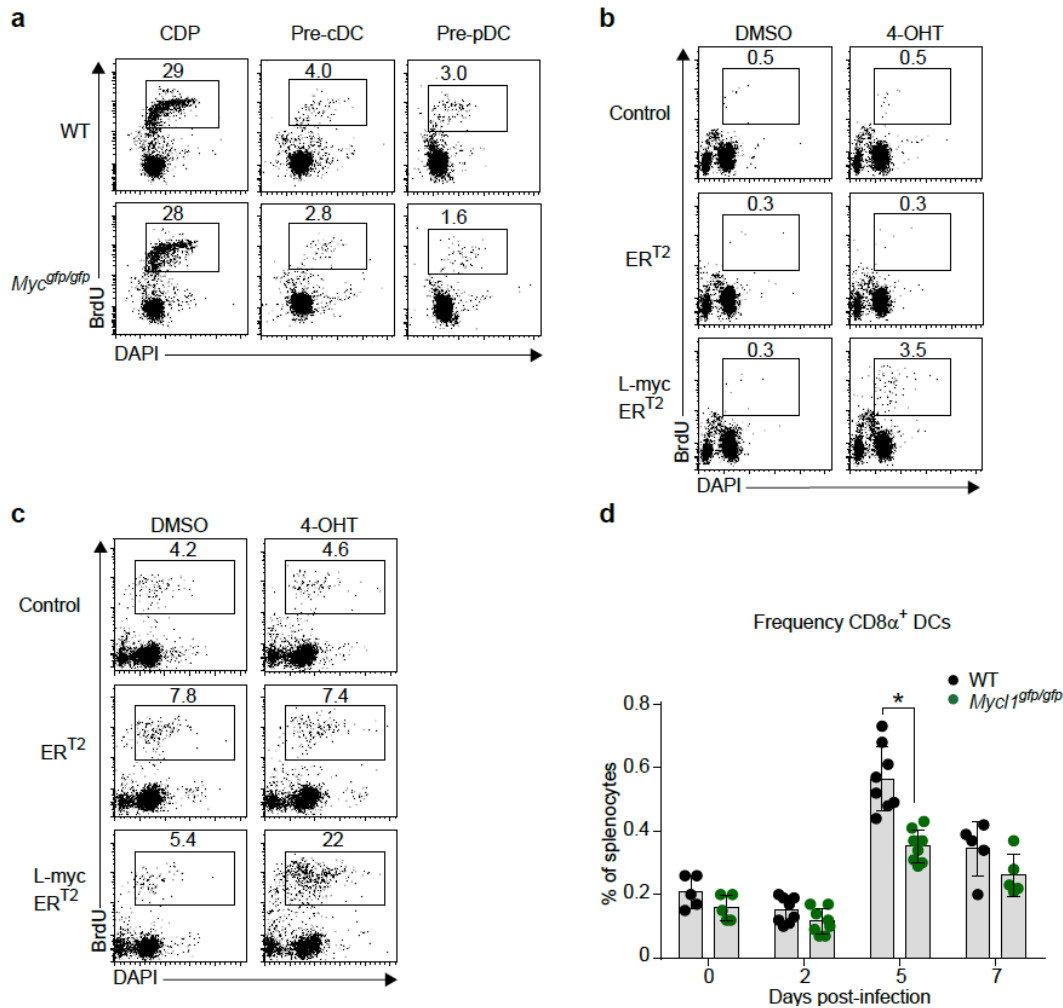 a
CDP Pre-cDC Pre-pDC
29 4.0 3.0
WT
28 2.8 1.6
Myc^gfp/gfp
BrdU
DAPI
b
DMSO 4-OHT
0.5 0.5
Control
0.3 0.3
ER^T2
0.3 3.5
L-myc
ER^T2
BrdU
DAPI
c
DMSO 4-OHT
4.2 4.6
Control
7.8 7.4
ER^T2
5.4 22
L-myc
ER^T2
BrdU
DAPI
d
Frequency CD8α+ DCs
WT
Mycl1^gfp/gfp
*
% of splenocytes
0.8
0.6
0.4
0.2
0
0 2 5 7
Days post-infection